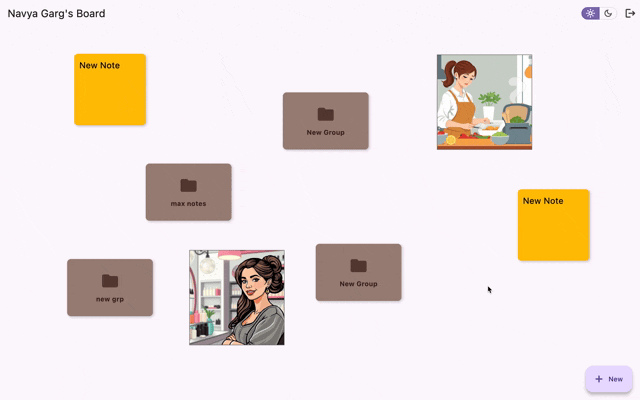 Navya Garg's Board
New Note
New Group
max notes
New Note
new grp
New Group
New